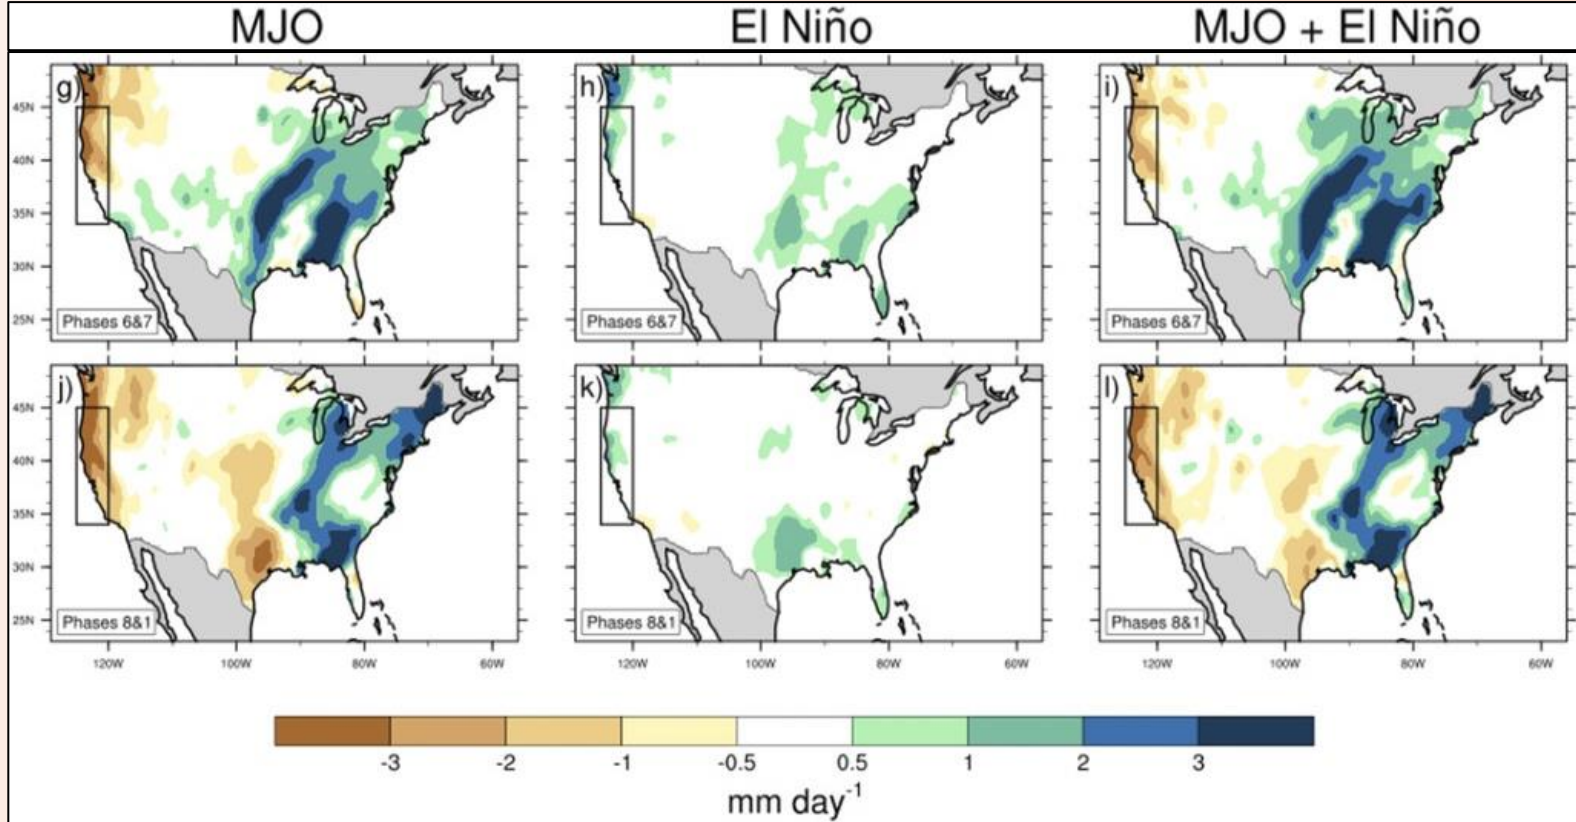 MJO El Niño MJO + El Niño
g) h) i)
45N
40N
35N
30N
25N
Phases 6&7 Phases 6&7 Phases 6&7
j) k) l)
45N
40N
35N
30N
25N
Phases 8&1 Phases 8&1 Phases 8&1
120W 100W 80W 60W 120W 100W 80W 60W 120W 100W 80W 60W
-3 -2 -1 -0.5 0.5 1 2 3
mm day⁻¹